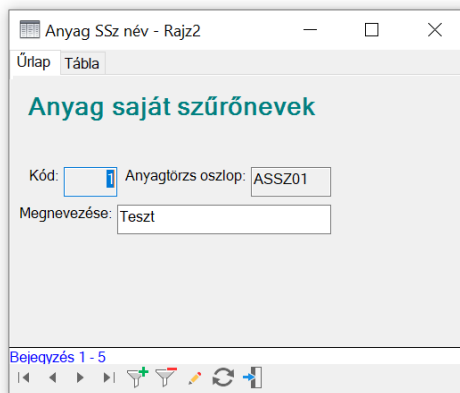 Anyag SSz név - Rajz2
Űrlap Tábla
Anyag saját szűrőnevek
Kód: 1 Anyagtörzs oszlop: ASSZ01
Megnevezése: Teszt
Bejegyzés 1 - 5